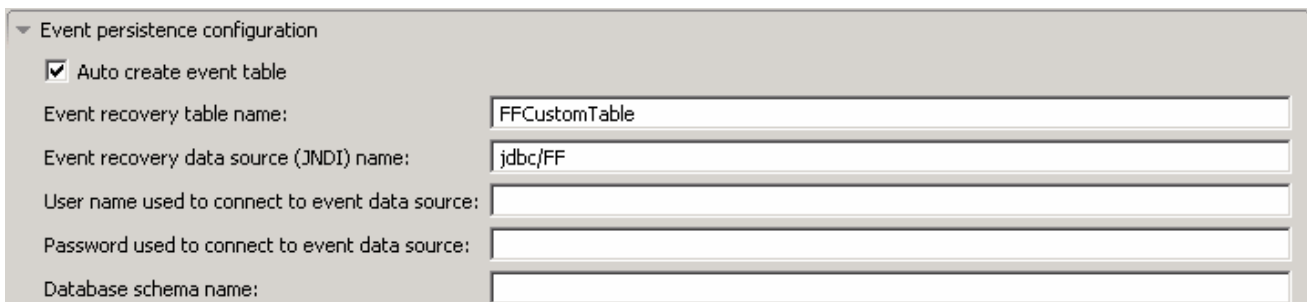 Event persistence configuration
Auto create event table
Event recovery table name: FFCustomTable
Event recovery data source (JNDI) name: jdbc/FF
User name used to connect to event data source:
Password used to connect to event data source:
Database schema name: